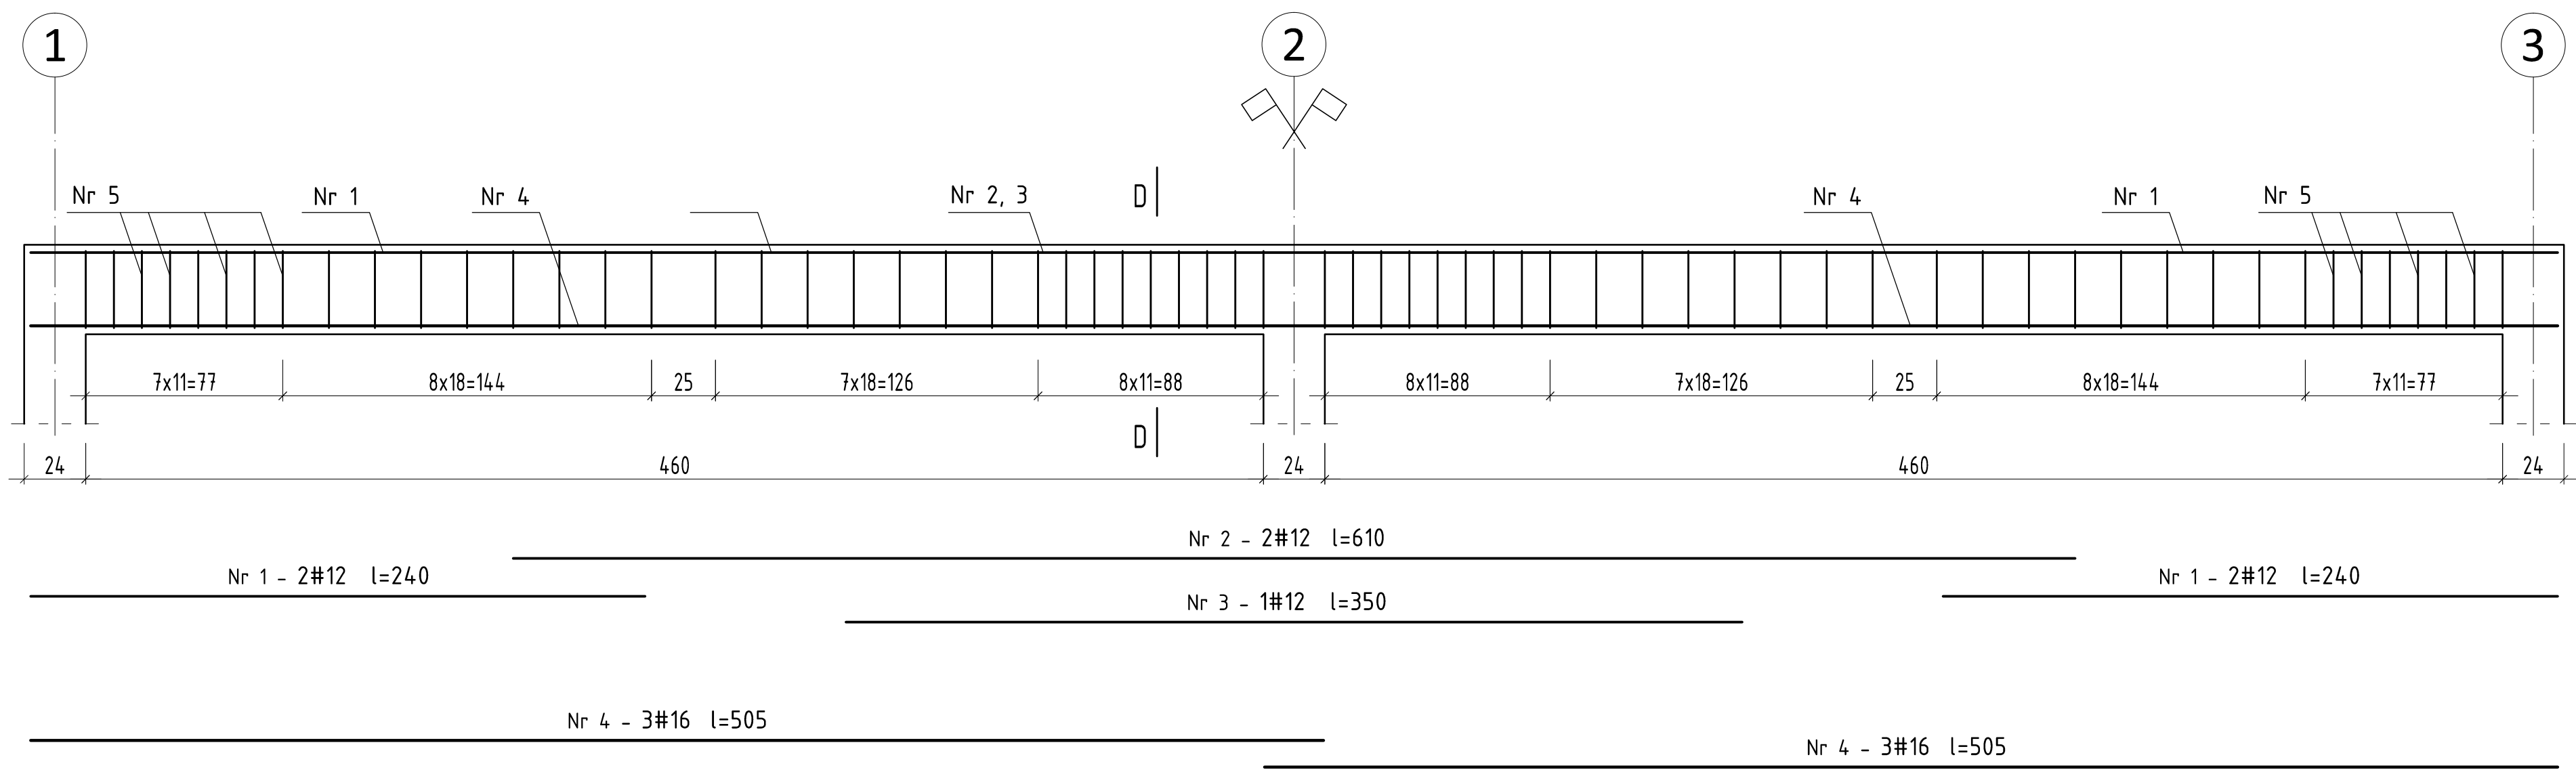 1 2 3
Nr 5 Nr 1 Nr 4 Nr 2, 3 D Nr 4 Nr 1 Nr 5
7x11=77 8x18=144 25 7x18=126 8x11=88 8x11=88 7x18=126 25 8x18=144 7x11=77
D
24 460 24 460 24
Nr 2 - 2#12 l=610
Nr 1 - 2#12 l=240 Nr 1 - 2#12 l=240
Nr 3 - 1#12 l=350
Nr 4 - 3#16 l=505
Nr 4 - 3#16 l=505